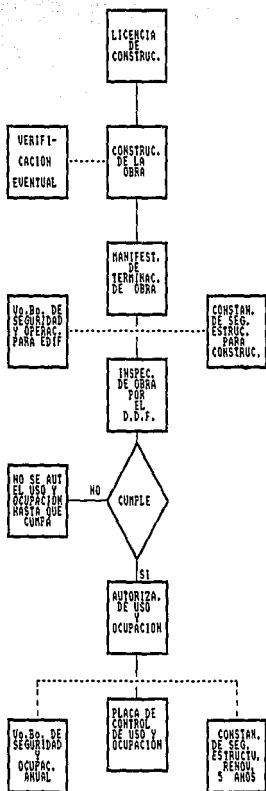 LICENCIA
DE
CONSTRUC.
VERIFI-
CACIÓN
EVENTUAL
CONSTRUC.
DE LA
OBRA
MANIFEST.
DE
TERMINAC.
DE OBRA
Vo.Bo. DE
SEGURIDAD
Y OPERAC.
PARA EDIF
CONSTAN.
DE SEG.
ESTRUC.
PARA
CONSTRUC.
INSPEC.
DE OBRA
POR
EL
D.D.F.
NO SE AUT
EL USO Y
OCUPACION
HASTA QUE
CUMPA
NO
CUMPLE
SI
AUTORIZA.
DE USO
Y
OCUPACION
Vo.Bo. DE
SEGURIDAD
Y
OCUPAC.
ANUAL
PLACA DE
CONTROL
DE USO Y
OCUPACIÓN
CONSTAN.
DE SEG.
ESTRUCTU.
RENOV.
5 AÑOS